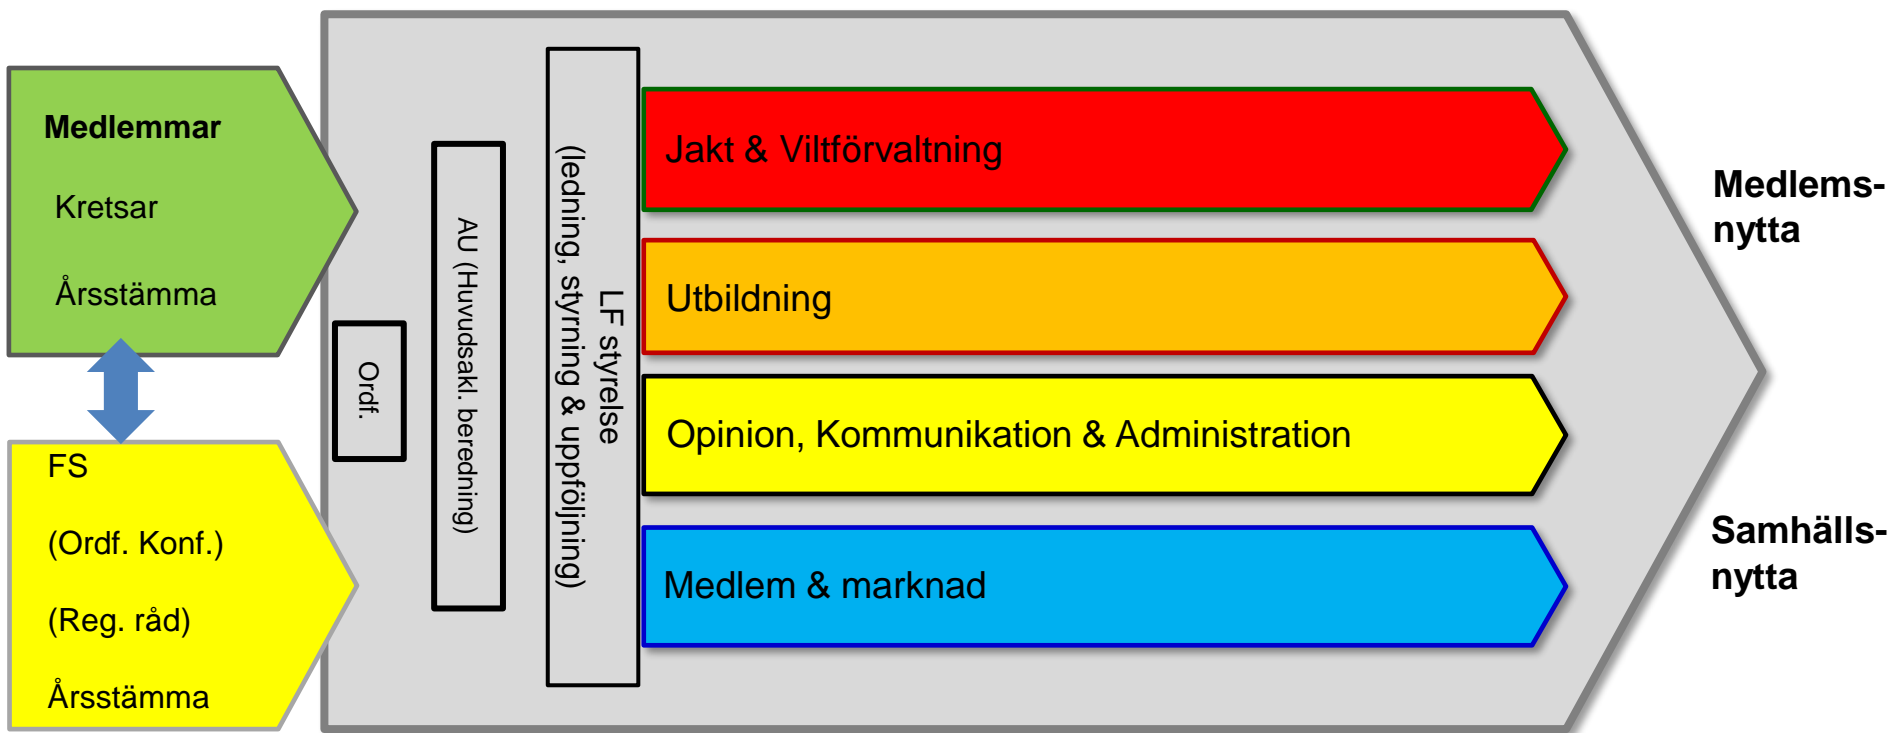 Medlemmar
Kretsar
Årsstämma
FS
(Ordf. Konf.)
(Reg. råd)
Årsstämma
Ordf.
AU (Huvudsakl. beredning)
LF styrelse
(ledning, styrning & uppföljning)
Jakt & Viltförvaltning
Utbildning
Opinion, Kommunikation & Administration
Medlem & marknad
Medlems-
nytta
Samhälls-
nytta